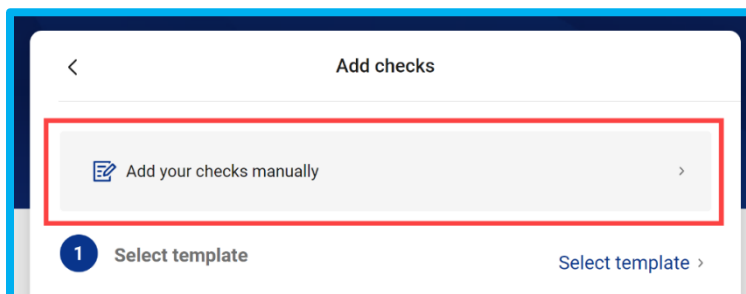 Add checks
Add your checks manually
1 Select template
Select template